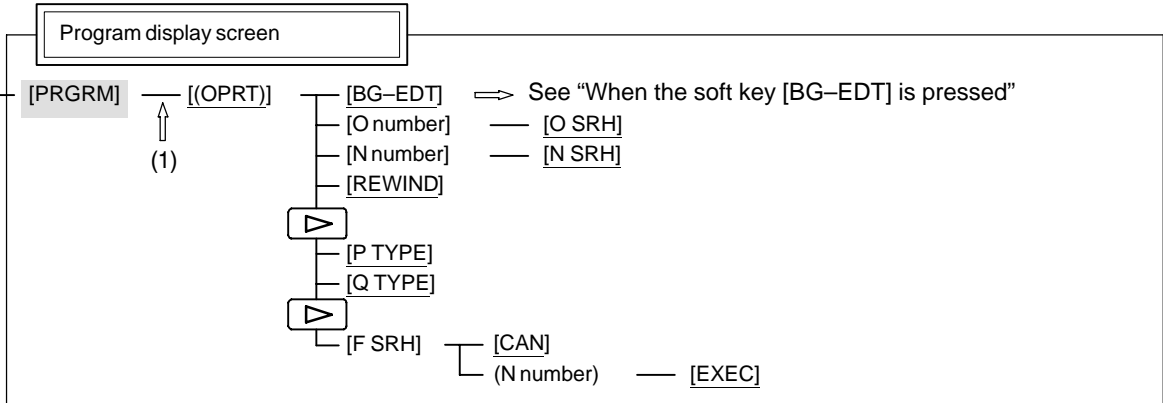 Program display screen
[PRGRM] [(OPRT)] [BG–EDT] See “When the soft key [BG–EDT] is pressed”
[O number] [O SRH]
(1) [N number] [N SRH]
[REWIND]
[P TYPE]
[Q TYPE]
[F SRH] [CAN]
(N number) [EXEC]